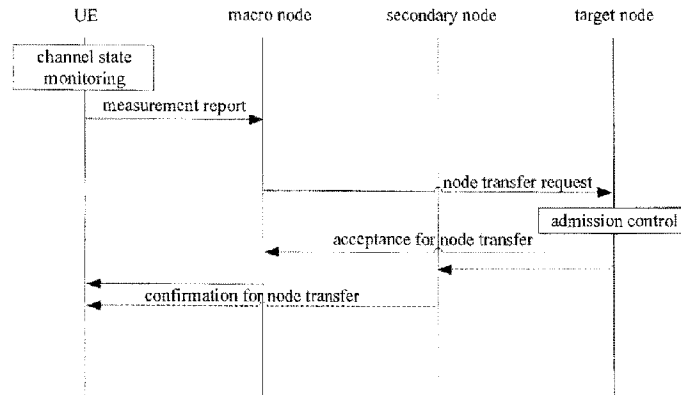 UE
macro node
secondary node
target node
channel state
monitoring
measurement report
node transfer request
admission control
acceptance for node transfer
confirmation for node transfer